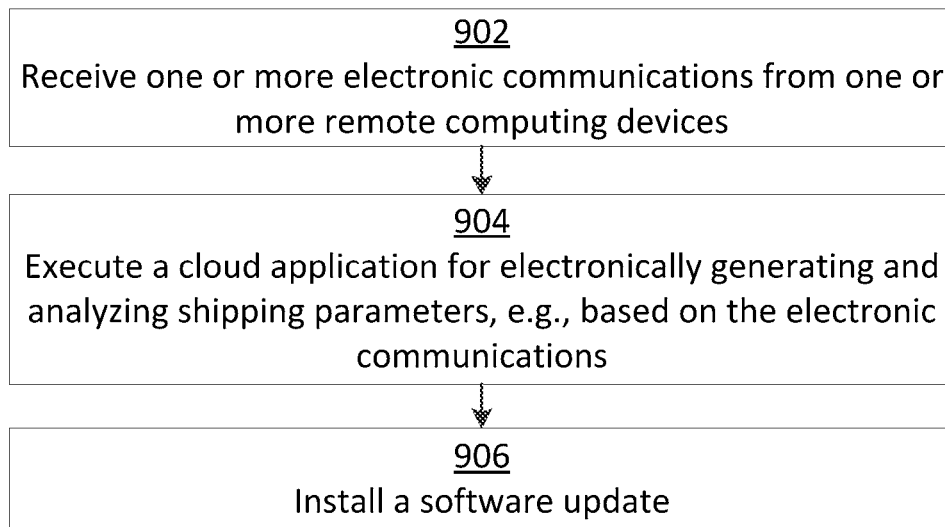 902
Receive one or more electronic communications from one or
more remote computing devices
904
Execute a cloud application for electronically generating and
analyzing shipping parameters, e.g., based on the electronic
communications
906
Install a software update